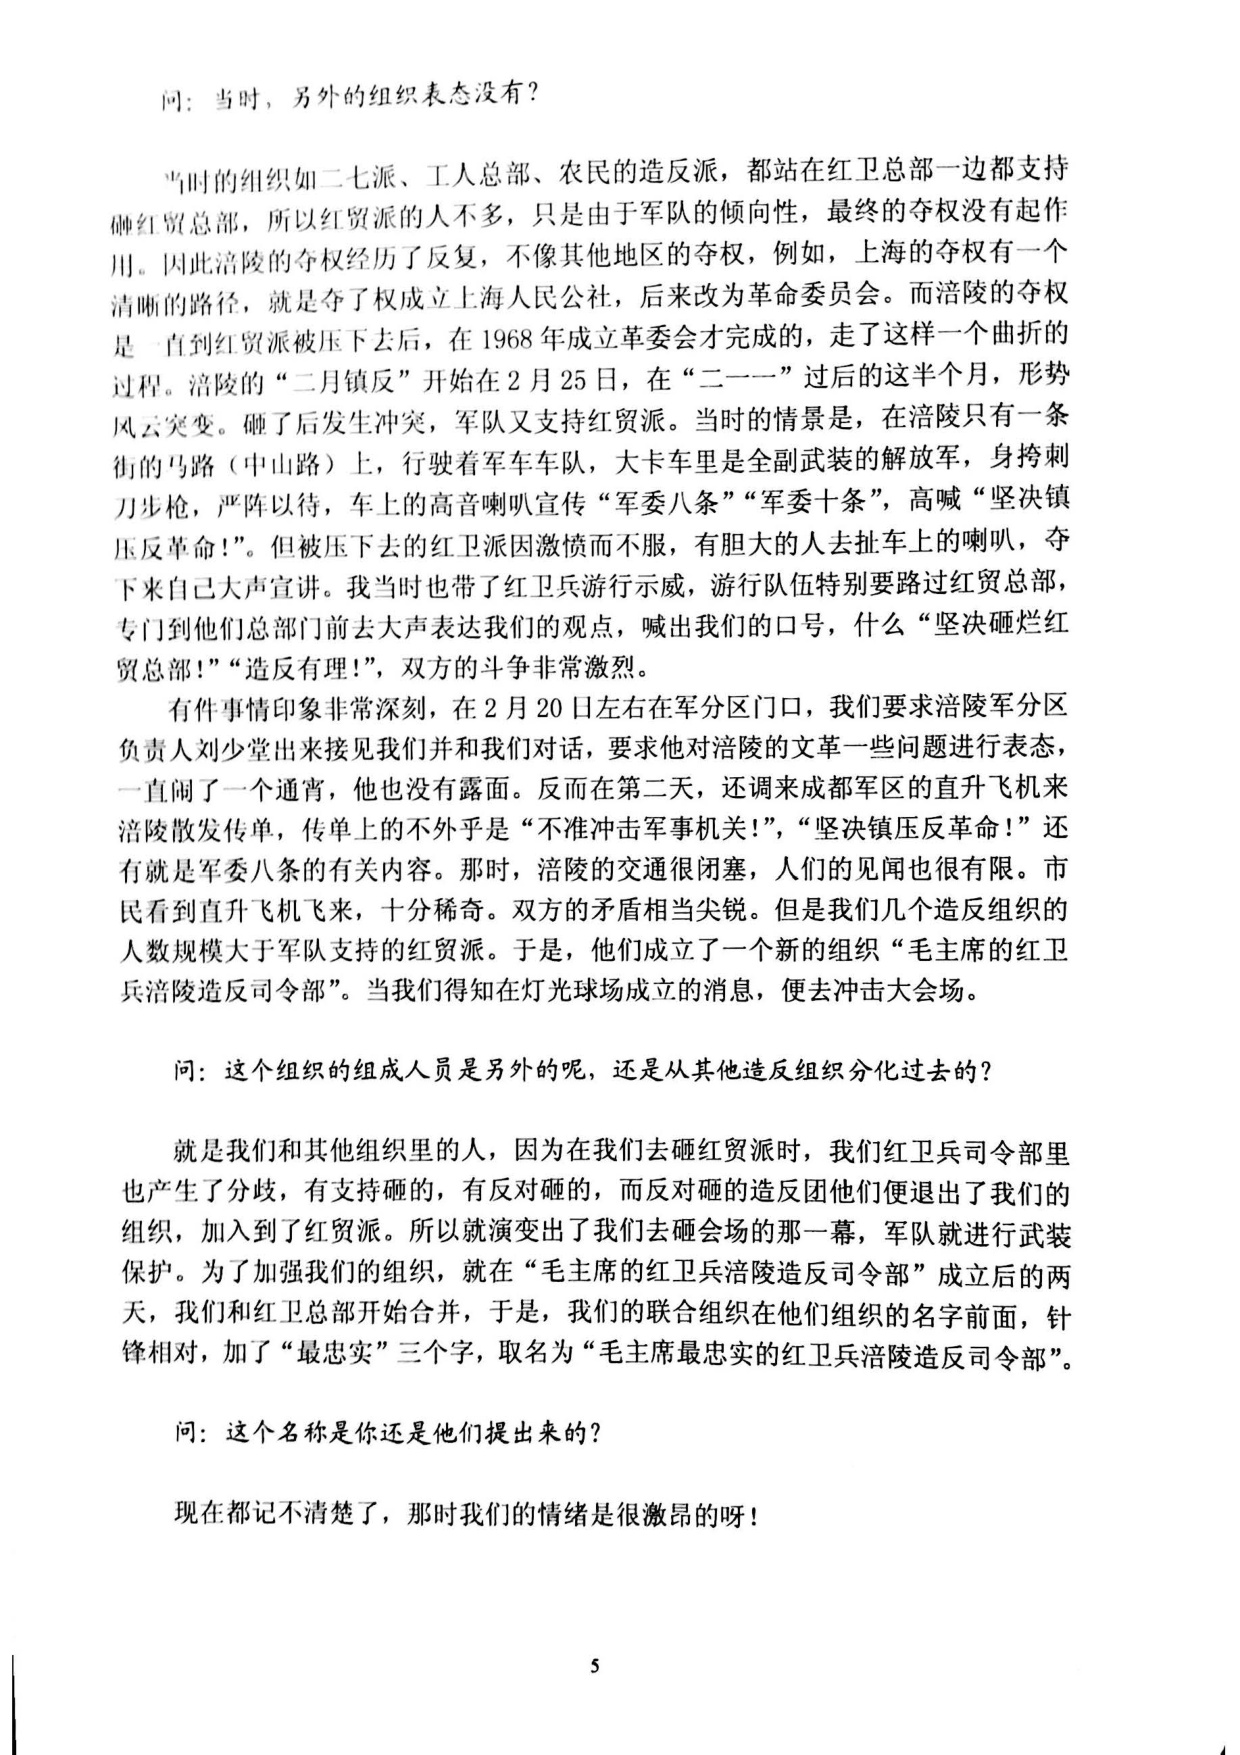 问：当时，另外的组织表态没有？
当时的组织如二七派、工人总部、农民的造反派，都站在红卫总部一边都支持
砸红贸总部，所以红贸派的人不多，只是由于军队的倾向性，最终的夺权没有起作
用。因此涪陵的夺权经历了反复，不像其他地区的夺权，例如，上海的夺权有一个
清晰的路径，就是夺了权成立上海人民公社，后来改为革命委员会。而涪陵的夺权
是一直到红贸派被压下去后，在1968年成立革委会才完成的，走了这样一个曲折的
过程。涪陵的“二月镇反”开始在2月25日，在“二一一”过后的这半个月，形势
风云突变。砸了后发生冲突，军队又支持红贸派。当时的情景是，在涪陵只有一条
街的马路（中山路）上，行驶着军车车队，大卡车里是全副武装的解放军，身挎刺
刀步枪，严阵以待，车上的高音喇叭宣传“军委八条”“军委十条”，高喊“坚决镇
压反革命！”。但被压下去的红卫派因激愤而不服，有胆大的人去扯车上的喇叭，夺
下来自己大声宣讲。我当时也带了红卫兵游行示威，游行队伍特别要路过红贸总部，
专门到他们总部门前去大声表达我们的观点，喊出我们的口号，什么“坚决砸烂红
贸总部！”“造反有理！”，双方的斗争非常激烈。
有件事情印象非常深刻，在2月20日左右在军分区门口，我们要求涪陵军分区
负责人刘少堂出来接见我们并和我们对话，要求他对涪陵的文革一些问题进行表态，
一直闹了一个通宵，他也没有露面。反而在第二天，还调来成都军区的直升飞机来
涪陵散发传单，传单上的不外乎是“不准冲击军事机关！”，“坚决镇压反革命！”还
有就是军委八条的有关内容。那时，涪陵的交通很闭塞，人们的见闻也很有限。市
民看到直升飞机飞来，十分稀奇。双方的矛盾相当尖锐。但是我们几个造反组织的
人数规模大于军队支持的红贸派。于是，他们成立了一个新的组织“毛主席的红卫
兵涪陵造反司令部”。当我们得知在灯光球场成立的消息，便去冲击大会场。
问：这个组织的组成人员是另外的呢，还是从其他造反组织分化过去的？
就是我们和其他组织里的人，因为在我们去砸红贸派时，我们红卫兵司令部里
也产生了分歧，有支持砸的，有反对砸的，而反对砸的造反团他们便退出了我们的
组织，加入到了红贸派。所以就演变出了我们去砸会场的那一幕，军队就进行武装
保护。为了加强我们的组织，就在“毛主席的红卫兵涪陵造反司令部”成立后的两
天，我们和红卫总部开始合并，于是，我们的联合组织在他们组织的名字前面，针
锋相对，加了“最忠实”三个字，取名为“毛主席最忠实的红卫兵涪陵造反司令部”。
问：这个名称是你还是他们提出来的？
现在都记不清楚了，那时我们的情绪是很激昂的呀！
5